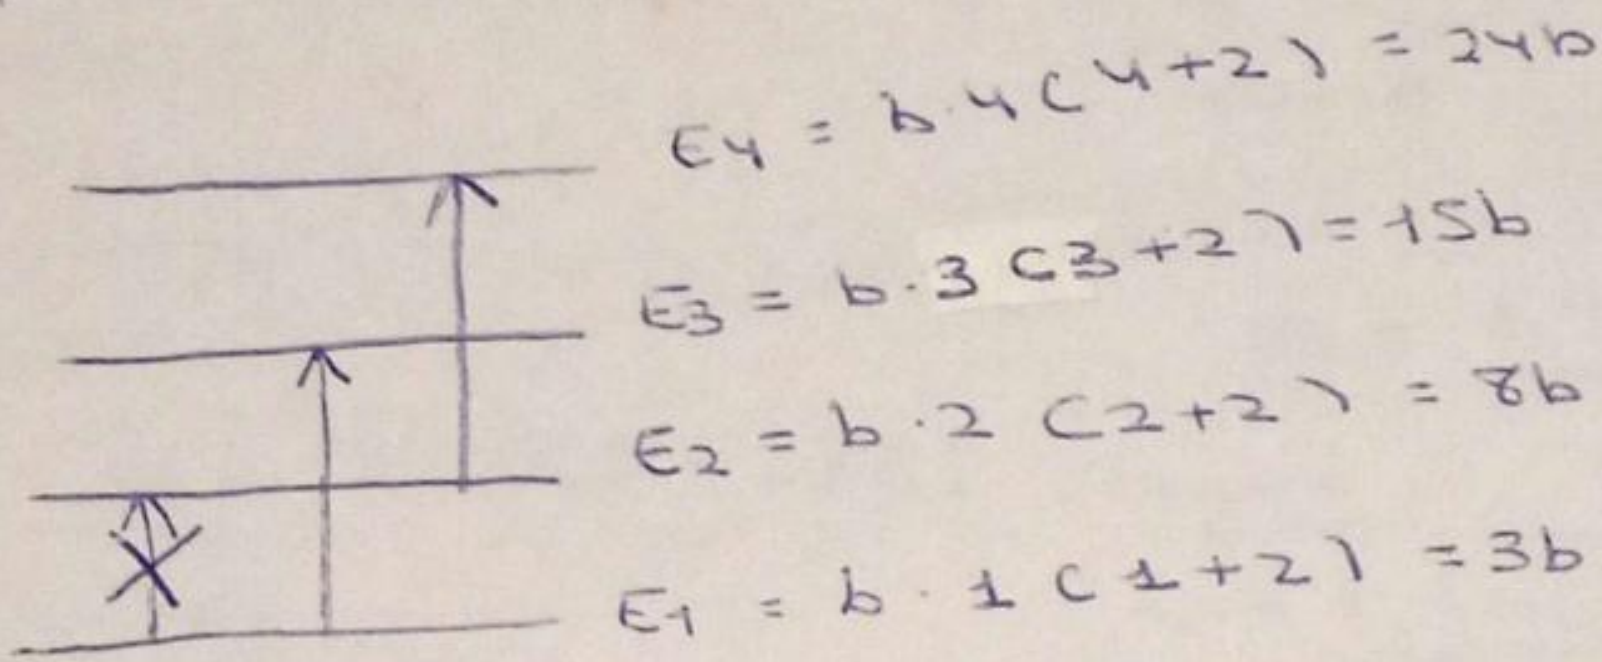 E4 = b·4(4+2) = 24b
E3 = b·3(3+2) = 15b
E2 = b·2(2+2) = 8b
E1 = b·1(1+2) = 3b